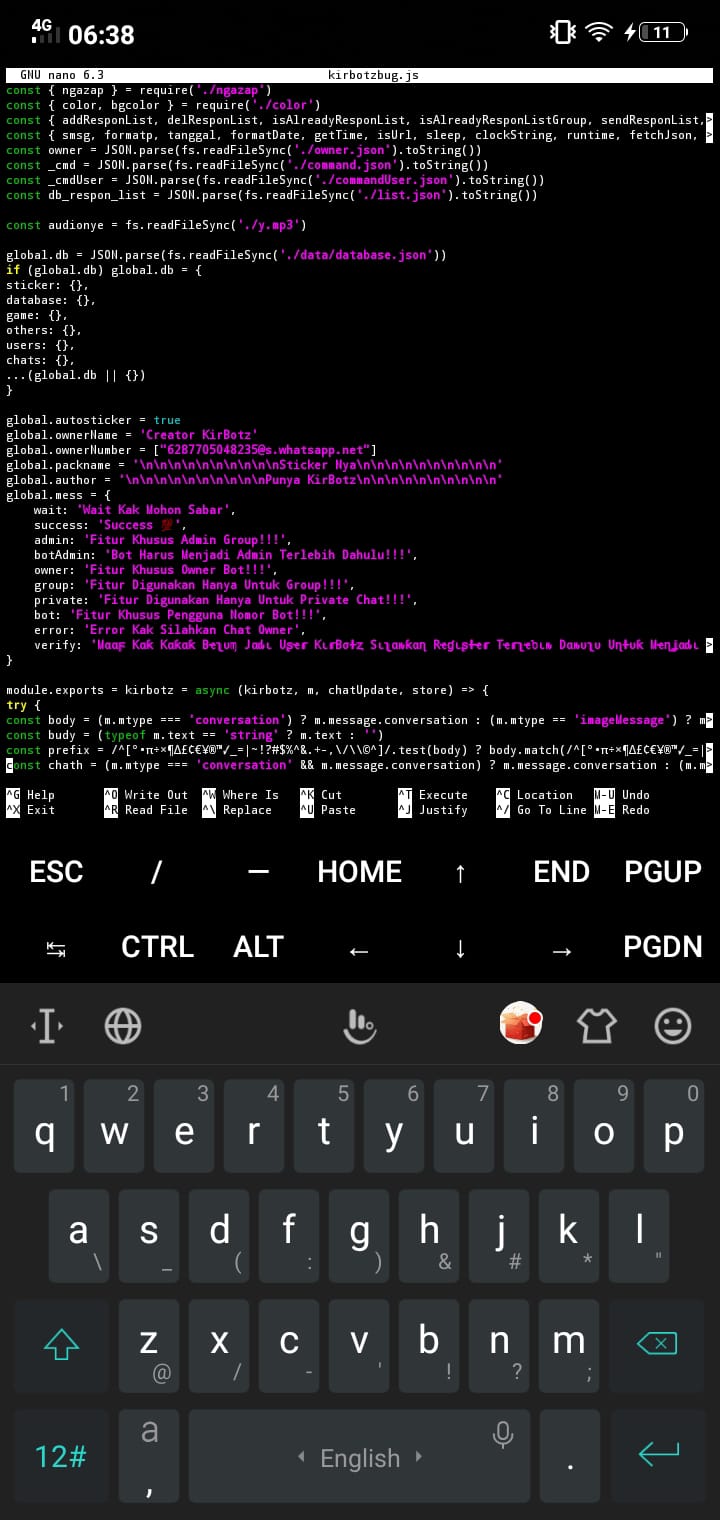 4G 06:38 11
GNU nano 6.3 kirbotzbug.js
const { ngazap } = require('./ngazap')
const { color, bgcolor } = require('./color')
const { addResponList, delResponList, isAlreadyResponList, isAlreadyResponListGroup, sendResponList,>
const { smsg, formatp, tanggal, formatDate, getTime, isUrl, sleep, clockString, runtime, fetchJson, >
const owner = JSON.parse(fs.readFileSync('./owner.json').toString())
const _cmd = JSON.parse(fs.readFileSync('./command.json').toString())
const _cmdUser = JSON.parse(fs.readFileSync('./commandUser.json').toString())
const db_respon_list = JSON.parse(fs.readFileSync('./list.json').toString())
const audionye = fs.readFileSync('./y.mp3')
global.db = JSON.parse(fs.readFileSync('./data/database.json'))
if (global.db) global.db = {
sticker: {},
database: {},
game: {},
others: {},
users: {},
chats: {},
...(global.db || {})
}
global.autosticker = true
global.ownerName = 'Creator KirBotz'
global.ownerNumber = ["6287705048235@s.whatsapp.net"]
global.packname = '\n\n\n\n\n\n\n\n\n\nSticker Nya\n\n\n\n\n\n\n\n\n\n'
global.author = '\n\n\n\n\n\n\n\n\n\nPunya KirBotz\n\n\n\n\n\n\n\n\n\n'
global.mess = {
wait: 'Wait Kak Mohon Sabar',
success: 'Success 💯',
admin: 'Fitur Khusus Admin Group!!!',
botAdmin: 'Bot Harus Menjadi Admin Terlebih Dahulu!!!',
owner: 'Fitur Khusus Owner Bot!!!',
group: 'Fitur Digunakan Hanya Untuk Group!!!',
private: 'Fitur Digunakan Hanya Untuk Private Chat!!!',
bot: 'Fitur Khusus Pengguna Nomor Bot!!!',
error: 'Error Kak Silahkan Chat Owner',
verify: '
}
module.exports = kirbotz = async (kirbotz, m, chatUpdate, store) => {
try {
const body = (m.mtype === 'conversation') ? m.message.conversation : (m.mtype == 'imageMessage') ? m>
const budy = (typeof m.text == 'string' ? m.text : '')
const prefix = /^[°•π÷×¶∆£¢€¥®™✓_=|~!?#$%^&.+-,\/\\©^]/.test(body) ? body.match(/^[°•π÷×¶∆£¢€¥®™✓_=|>
const chath = (m.mtype === 'conversation' && m.message.conversation) ? m.message.conversation : (m.m>
^G Help ^O Write Out ^W Where Is ^K Cut ^T Execute ^C Location M-U Undo
^X Exit ^R Read File ^\ Replace ^U Paste ^J Justify ^/ Go To Line M-E Redo
ESC / — HOME ↑ END PGUP
↹ CTRL ALT ← ↓ → PGDN
1 2 3 4 5 6 7 8 9 0
q w e r t y u i o p
a s d f g h j k l
\ _ ( : ) & # * "
z x c v b n m
@ / - ' ! ? ;
12# a , English .